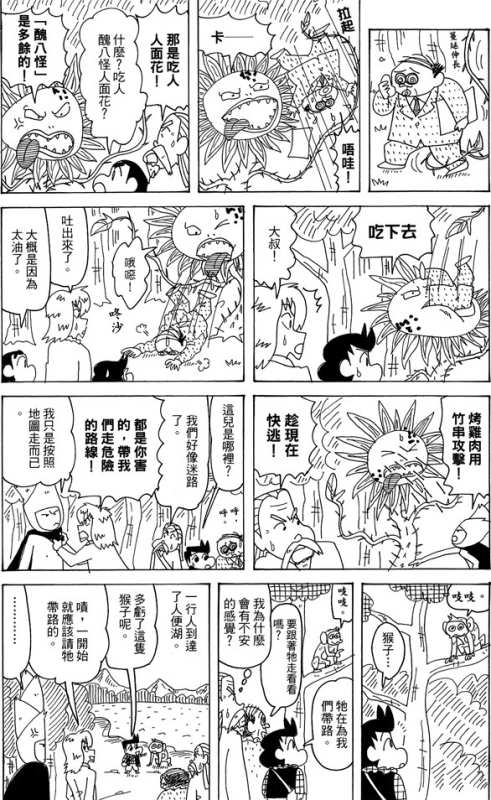 蔓延伸長
拉起
唔哇！
卡——
那是吃人
人面花！
什麼？吃人
醜八怪人面花？
「醜八怪」
是多餘的！
吃下去
大叔！
哦噁！
咚沙
吐出來了。
大概是因為
太油了。
烤雞肉用
竹串攻擊！
趁現在
快逃！
呼
呼
這兒是哪裡？
我們好像迷路
了。
都是你害
的，帶我
們走危險
的路線！
我只是按照
地圖走而已
吱吱。
猴子…
吱吱。
牠在為我
們帶路。
要跟著牠走看看
嗎？
我為什麼
會有不安
的感覺？
一行人到達
了人便湖。
多虧了這隻
猴子呢。
嘖，一開始
就應該請牠
帶路的。
…………